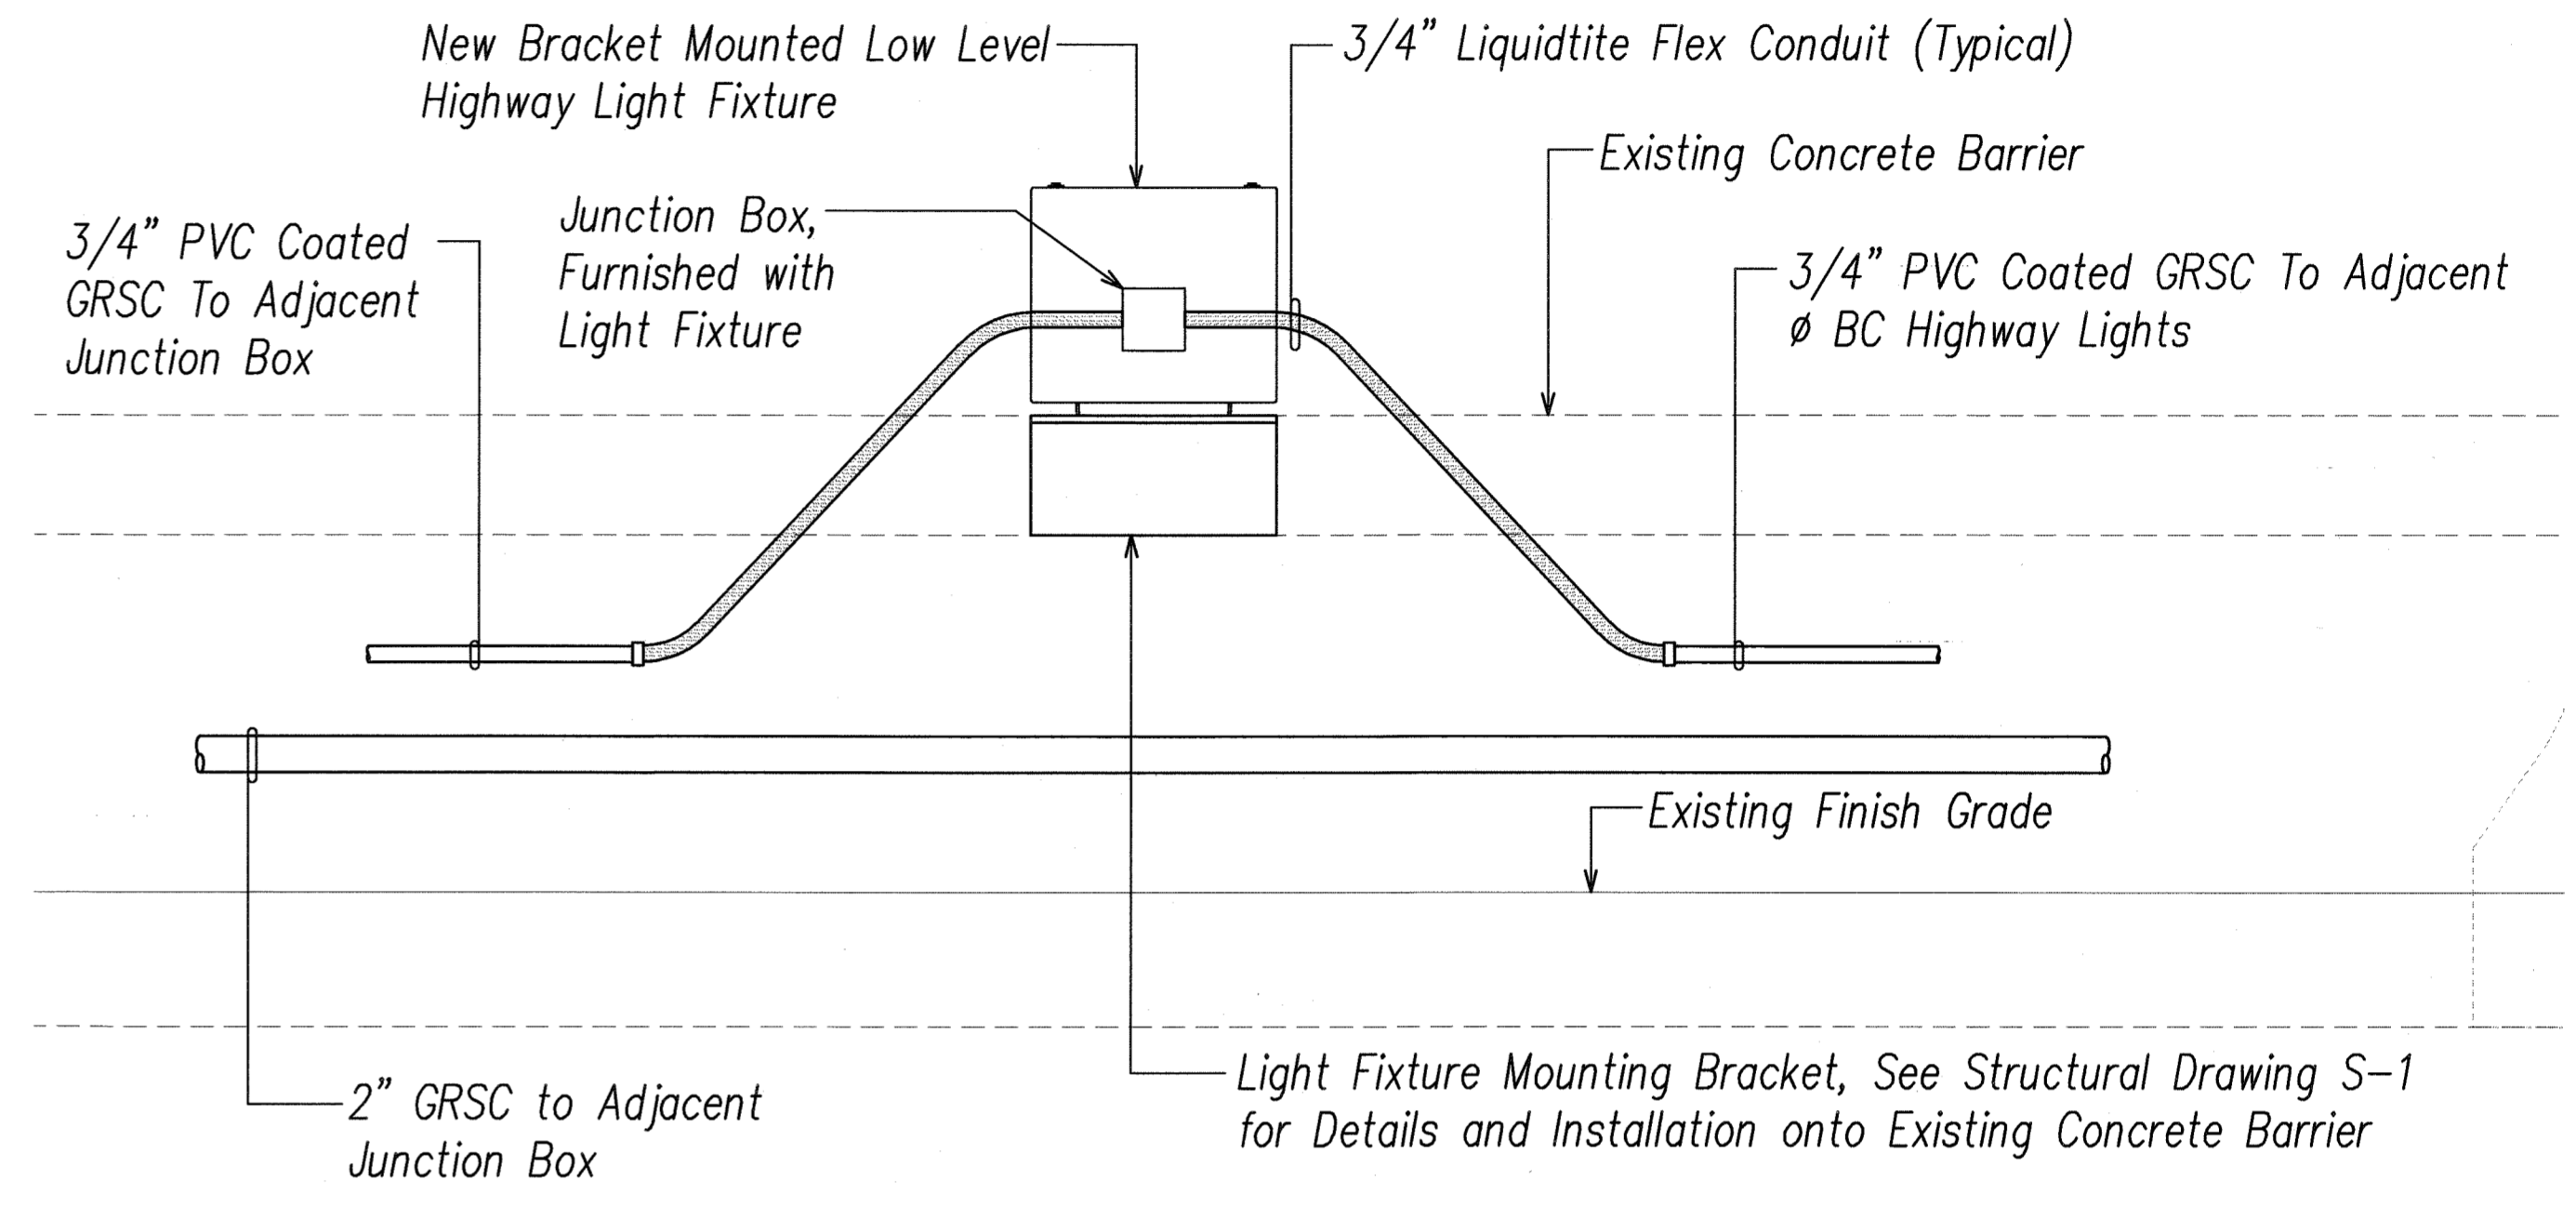 New Bracket Mounted Low Level
Highway Light Fixture
3/4” Liquidtite Flex Conduit (Typical)
Existing Concrete Barrier
3/4” PVC Coated
GRSC To Adjacent
Junction Box
Junction Box,
Furnished with
Light Fixture
3/4” PVC Coated GRSC To Adjacent
ø BC Highway Lights
Existing Finish Grade
Light Fixture Mounting Bracket, See Structural Drawing S-1
for Details and Installation onto Existing Concrete Barrier
2” GRSC to Adjacent
Junction Box